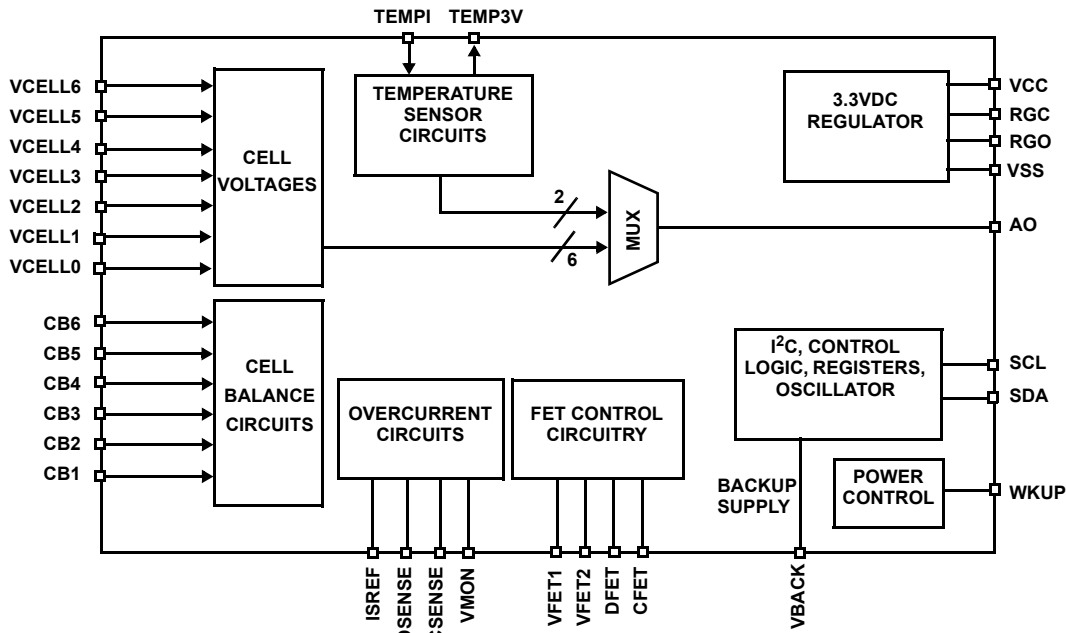 TEMPI TEMP3V
VCELL6
VCELL5
VCELL4
VCELL3
VCELL2
VCELL1
VCELL0
CELL
VOLTAGES
TEMPERATURE
SENSOR
CIRCUITS
3.3VDC
REGULATOR
VCC
RGC
RGO
VSS
2
6
MUX
AO
CB6
CB5
CB4
CB3
CB2
CB1
CELL
BALANCE
CIRCUITS
OVERCURRENT
CIRCUITS
FET CONTROL
CIRCUITRY
I²C, CONTROL
LOGIC, REGISTERS,
OSCILLATOR
SCL
SDA
BACKUP
SUPPLY
POWER
CONTROL
WKUP
ISREF
VMON
VFET1
VFET2
DFET
CFET
VBACK